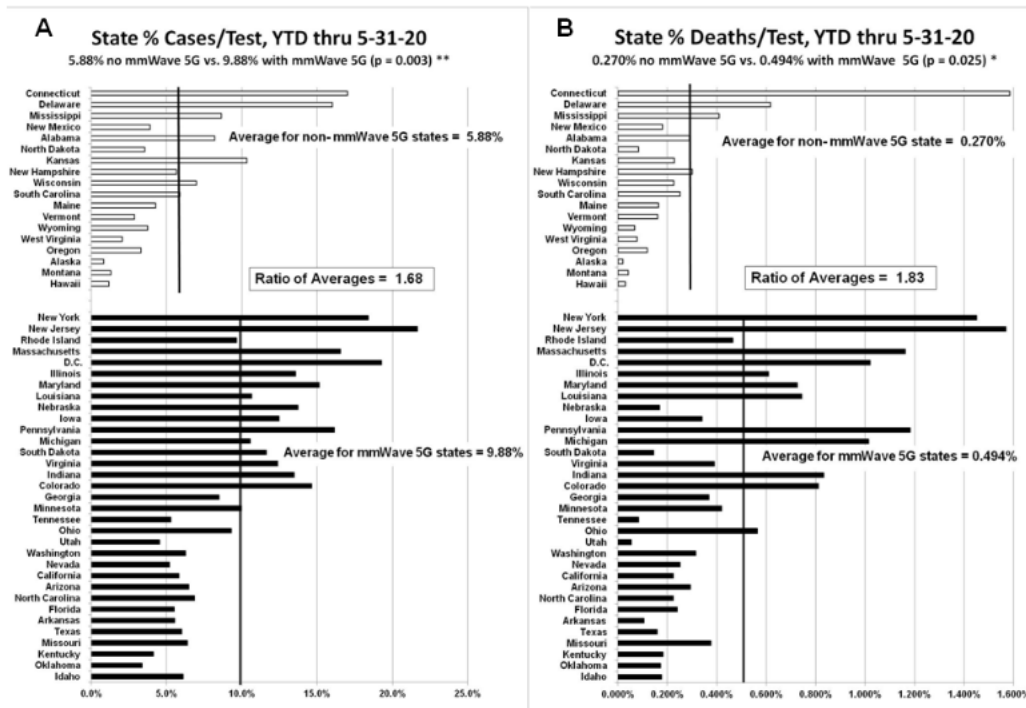 A
State % Cases/Test, YTD thru 5-31-20
5.88% no mmWave 5G vs. 9.88% with mmWave 5G (p = 0.003) **
Connecticut
Delaware
Mississippi
New Mexico
Alabama
North Dakota
Kansas
New Hampshire
Wisconsin
South Carolina
Maine
Vermont
Wyoming
West Virginia
Oregon
Alaska
Montana
Hawaii
Average for non-mmWave 5G states = 5.88%
Ratio of Averages = 1.68
New York
New Jersey
Rhode Island
Massachusetts
D.C.
Illinois
Maryland
Louisiana
Nebraska
Iowa
Pennsylvania
Michigan
South Dakota
Virginia
Indiana
Colorado
Georgia
Minnesota
Tennessee
Ohio
Utah
Washington
Nevada
California
Arizona
North Carolina
Florida
Arkansas
Texas
Missouri
Kentucky
Oklahoma
Idaho
Average for mmWave 5G states = 9.88%
0.0% 5.0% 10.0% 15.0% 20.0% 25.0%
B
State % Deaths/Test, YTD thru 5-31-20
0.270% no mmWave 5G vs. 0.494% with mmWave 5G (p = 0.025) *
Connecticut
Delaware
Mississippi
New Mexico
Alabama
North Dakota
Kansas
New Hampshire
Wisconsin
South Carolina
Maine
Vermont
Wyoming
West Virginia
Oregon
Alaska
Montana
Hawaii
Average for non-mmWave 5G state = 0.270%
Ratio of Averages = 1.83
New York
New Jersey
Rhode Island
Massachusetts
D.C.
Illinois
Maryland
Louisiana
Nebraska
Iowa
Pennsylvania
Michigan
South Dakota
Virginia
Indiana
Colorado
Georgia
Minnesota
Tennessee
Ohio
Utah
Washington
Nevada
California
Arizona
North Carolina
Florida
Arkansas
Texas
Missouri
Kentucky
Oklahoma
Idaho
Average for mmWave 5G states = 0.494%
0.000% 0.200% 0.400% 0.600% 0.800% 1.000% 1.200% 1.400% 1.600%